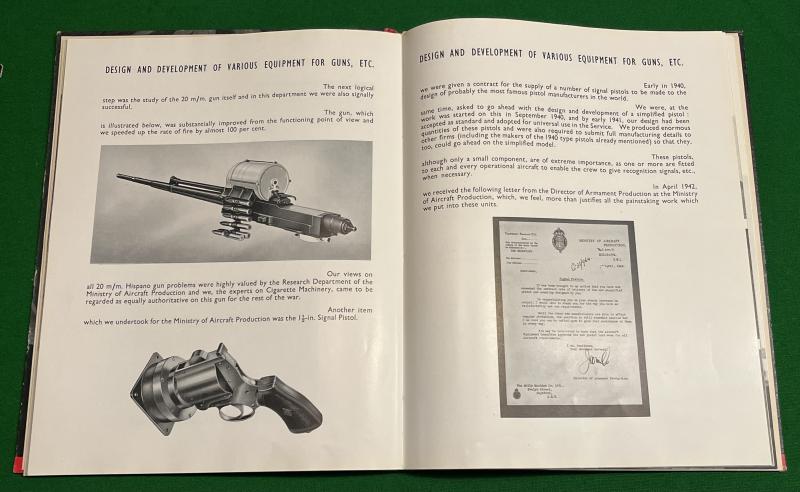 DESIGN AND DEVELOPMENT OF VARIOUS EQUIPMENT FOR GUNS, ETC.
The next logical
step was the study of the 20 m/m. gun itself and in this department we were also signally
successful.
The gun, which
is illustrated below, was substantially improved from the functioning point of view and
we speeded up the rate of fire by almost 100 per cent.
Our views on
all 20 m/m. Hispano gun problems were highly valued by the Research Department of the
Ministry of Aircraft Production and we, the experts on Cigarette Machinery, came to be
regarded as equally authoritative on this gun for the rest of the war.
Another item
which we undertook for the Ministry of Aircraft Production was the 1½-in. Signal Pistol.
DESIGN AND DEVELOPMENT OF VARIOUS EQUIPMENT FOR GUNS, ETC.
Early in 1940,
we were given a contract for the supply of a number of signal pistols to be made to the
design of probably the most famous pistol manufacturers in the world.
We were, at the
same time, asked to go ahead with the design and development of a simplified pistol :
work was started on this in September 1940, and by early 1941, our design had been
accepted as standard and adopted for universal use in the Service. We produced enormous
quantities of these pistols and were also required to submit full manufacturing details to
other firms (including the makers of the 1940 type pistols already mentioned) so that they,
too, could go ahead on the simplified model.
These pistols,
although only a small component, are of extreme importance, as one or more are fitted
to each and every operational aircraft to enable the crew to give recognition signals, etc.,
when necessary.
In April 1942,
we received the following letter from the Director of Armament Production at the Ministry
of Aircraft Production, which, we feel, more than justifies all the painstaking work which
we put into these units.
MINISTRY OF AIRCRAFT
PRODUCTION,
MILLBANK,
S.W.1
Signal Pistols.
Director of Armament Production